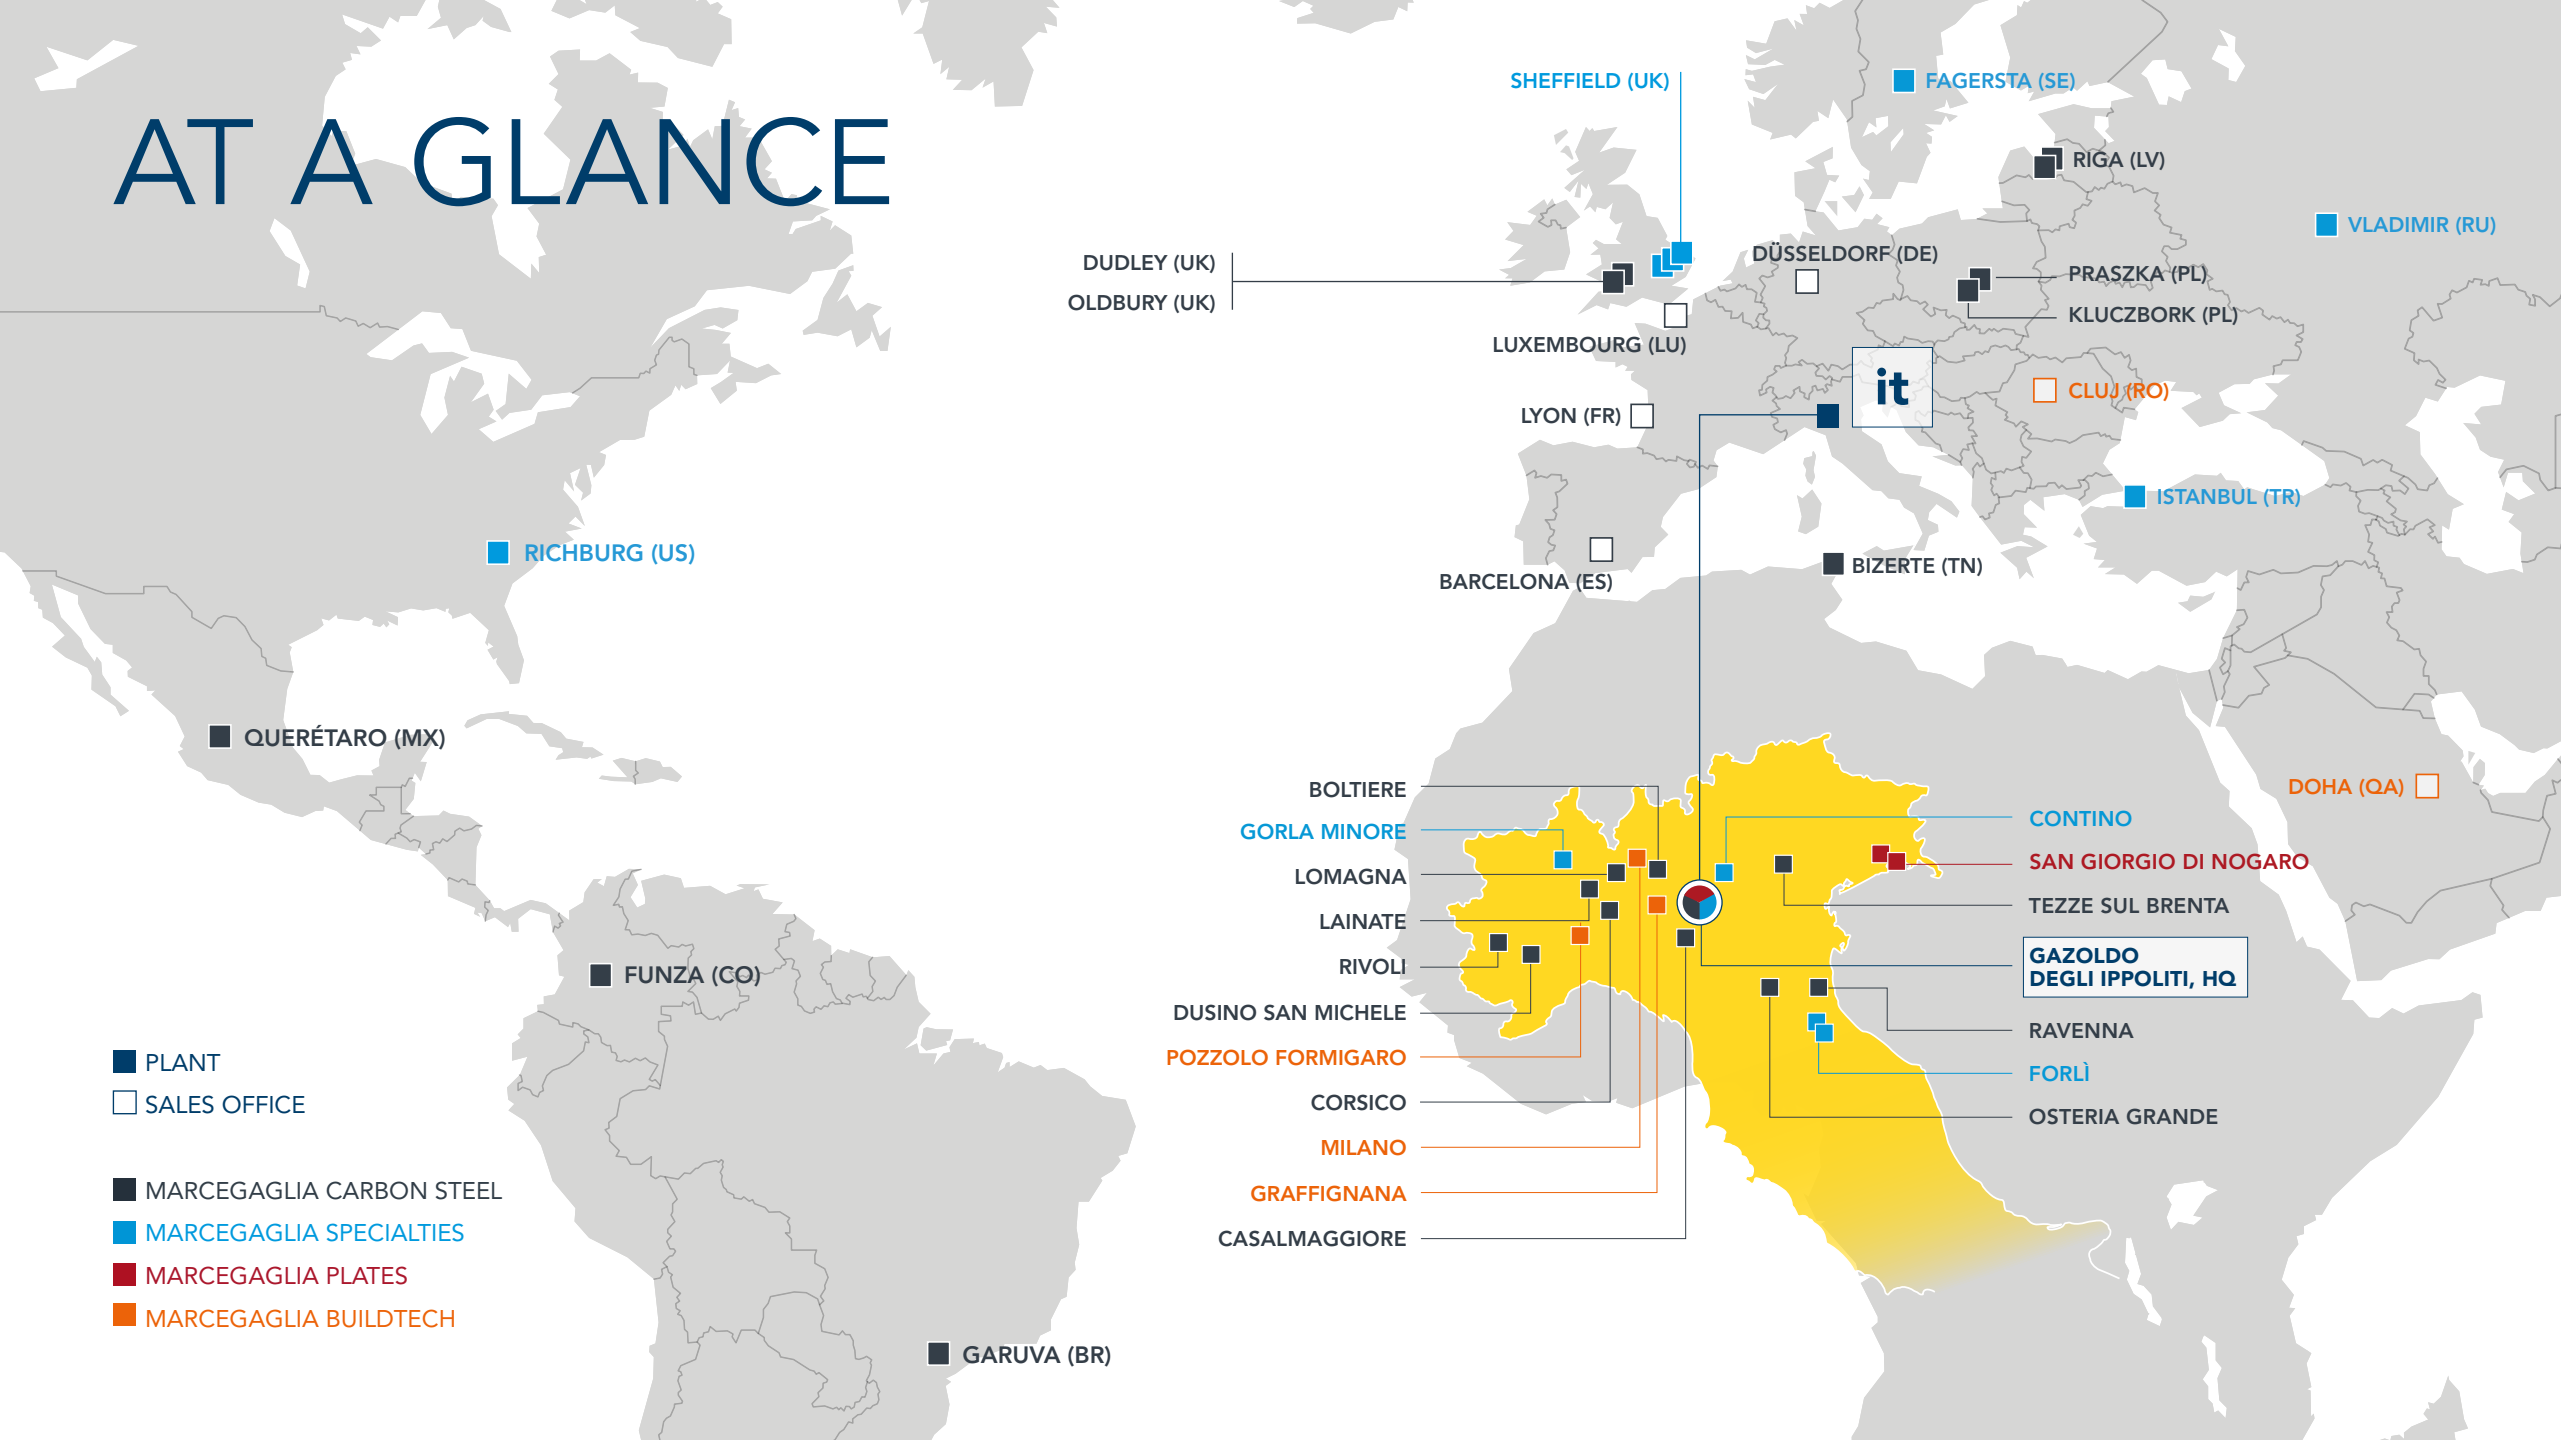 AT A GLANCE
SHEFFIELD (UK)
FAGERSTA (SE)
RIGA (LV)
VLADIMIR (RU)
DUDLEY (UK)
OLDBURY (UK)
DÜSSELDORF (DE)
PRASZKA (PL)
KLUCZBORK (PL)
LUXEMBOURG (LU)
it
CLUJ (RO)
LYON (FR)
ISTANBUL (TR)
RICHBURG (US)
BARCELONA (ES)
BIZERTE (TN)
QUERÉTARO (MX)
DOHA (QA)
FUNZA (CO)
GARUVA (BR)
BOLTIERE
GORLA MINORE
LOMAGNA
LAINATE
RIVOLI
DUSINO SAN MICHELE
POZZOLO FORMIGARO
CORSICO
MILANO
GRAFFIGNANA
CASALMAGGIORE
CONTINO
SAN GIORGIO DI NOGARO
TEZZE SUL BRENTA
GAZOLDO
DEGLI IPPOLITI, HQ
RAVENNA
FORLÌ
OSTERIA GRANDE
PLANT
SALES OFFICE
MARCEGAGLIA CARBON STEEL
MARCEGAGLIA SPECIALTIES
MARCEGAGLIA PLATES
MARCEGAGLIA BUILDTECH